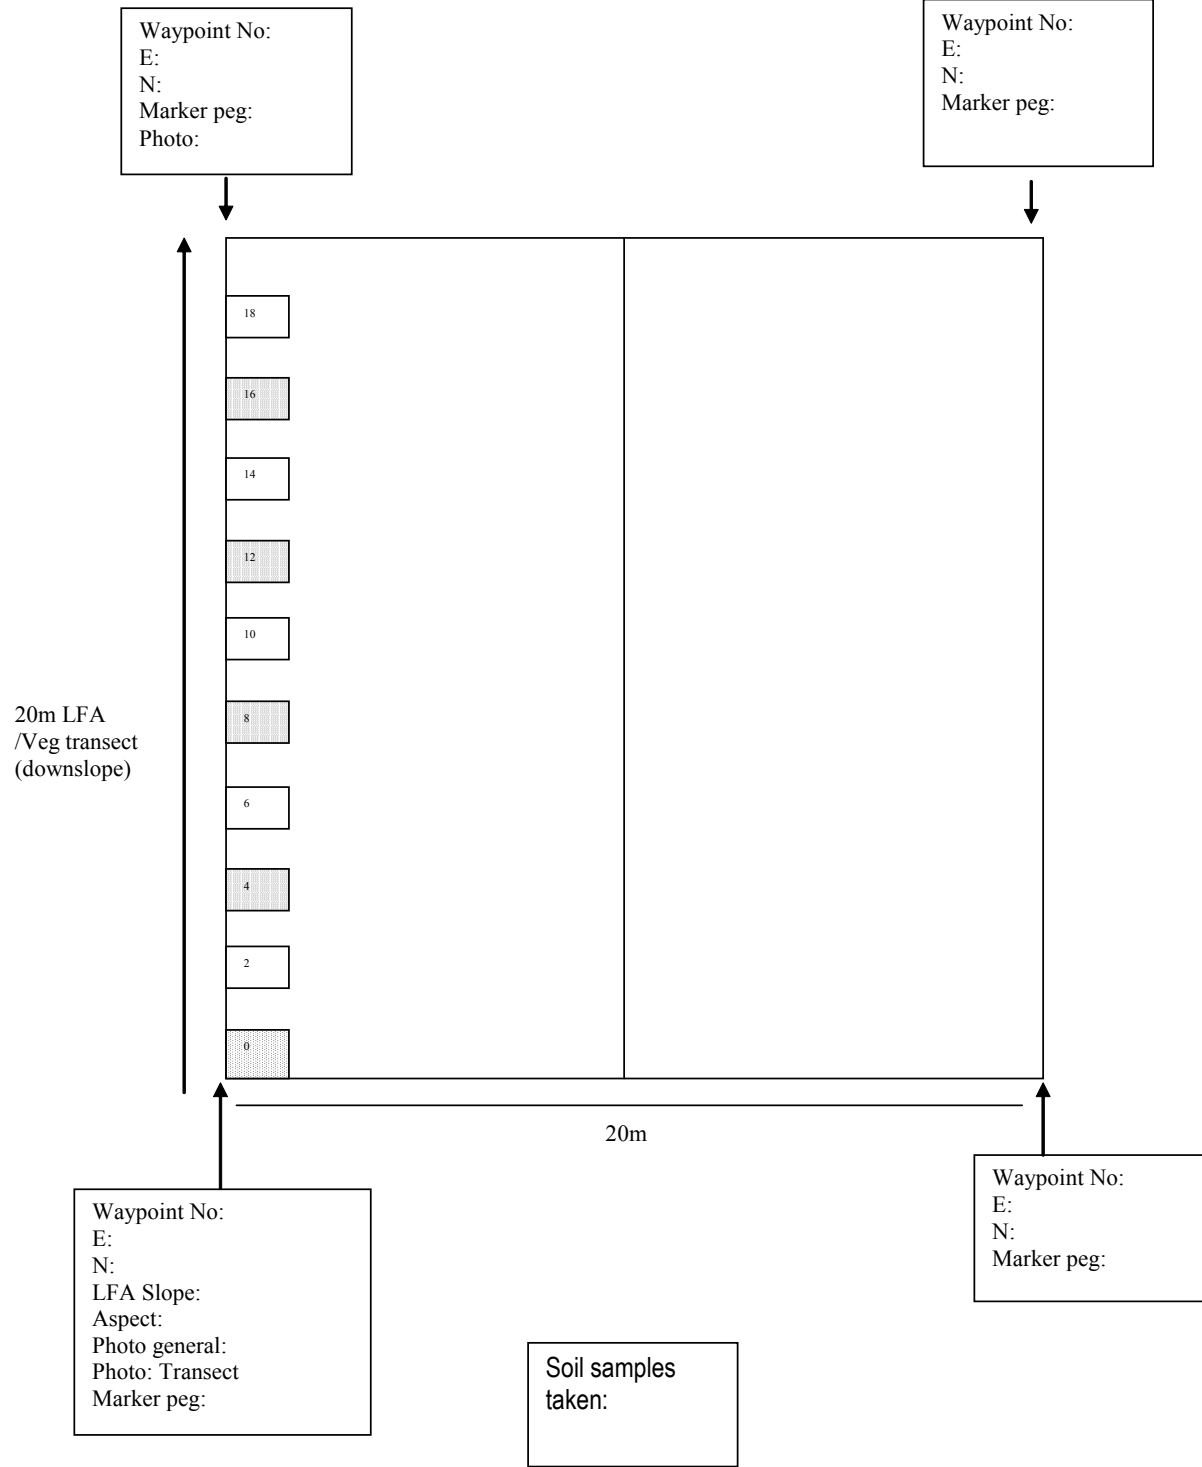 Waypoint No:
E:
N:
Marker peg:
Photo:
Waypoint No:
E:
N:
Marker peg:
18
16
14
12
10
8
6
4
2
0
20m LFA
/Veg transect
(downslope)
20m
Waypoint No:
E:
N:
LFA Slope:
Aspect:
Photo general:
Photo: Transect
Marker peg:
Waypoint No:
E:
N:
Marker peg:
Soil samples
taken: